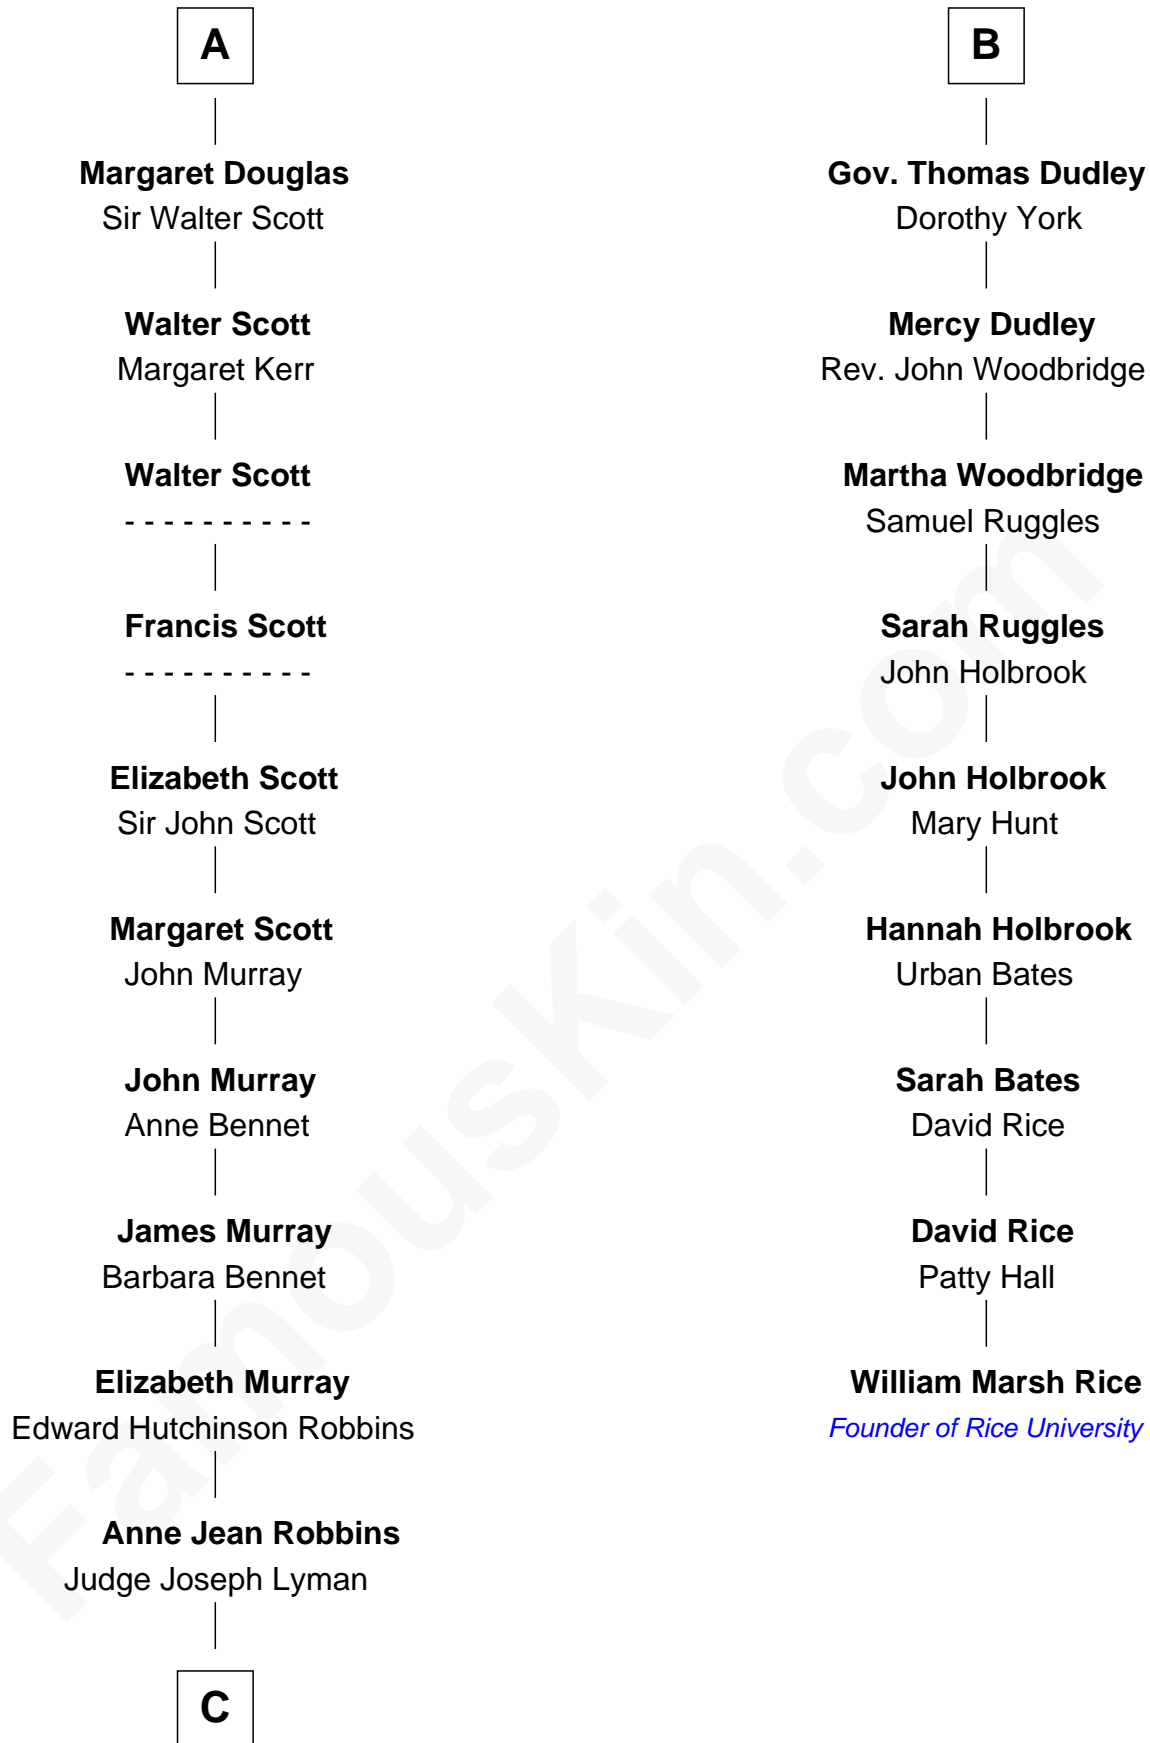 A
Margaret Douglas
Sir Walter Scott
Walter Scott
Margaret Kerr
Walter Scott
- - - - - - - - - -
Francis Scott
- - - - - - - - - -
Elizabeth Scott
Sir John Scott
Margaret Scott
John Murray
John Murray
Anne Bennet
James Murray
Barbara Bennet
Elizabeth Murray
Edward Hutchinson Robbins
Anne Jean Robbins
Judge Joseph Lyman
C
B
Gov. Thomas Dudley
Dorothy York
Mercy Dudley
Rev. John Woodbridge
Martha Woodbridge
Samuel Ruggles
Sarah Ruggles
John Holbrook
John Holbrook
Mary Hunt
Hannah Holbrook
Urban Bates
Sarah Bates
David Rice
David Rice
Patty Hall
William Marsh Rice
Founder of Rice University
FamousKin.com